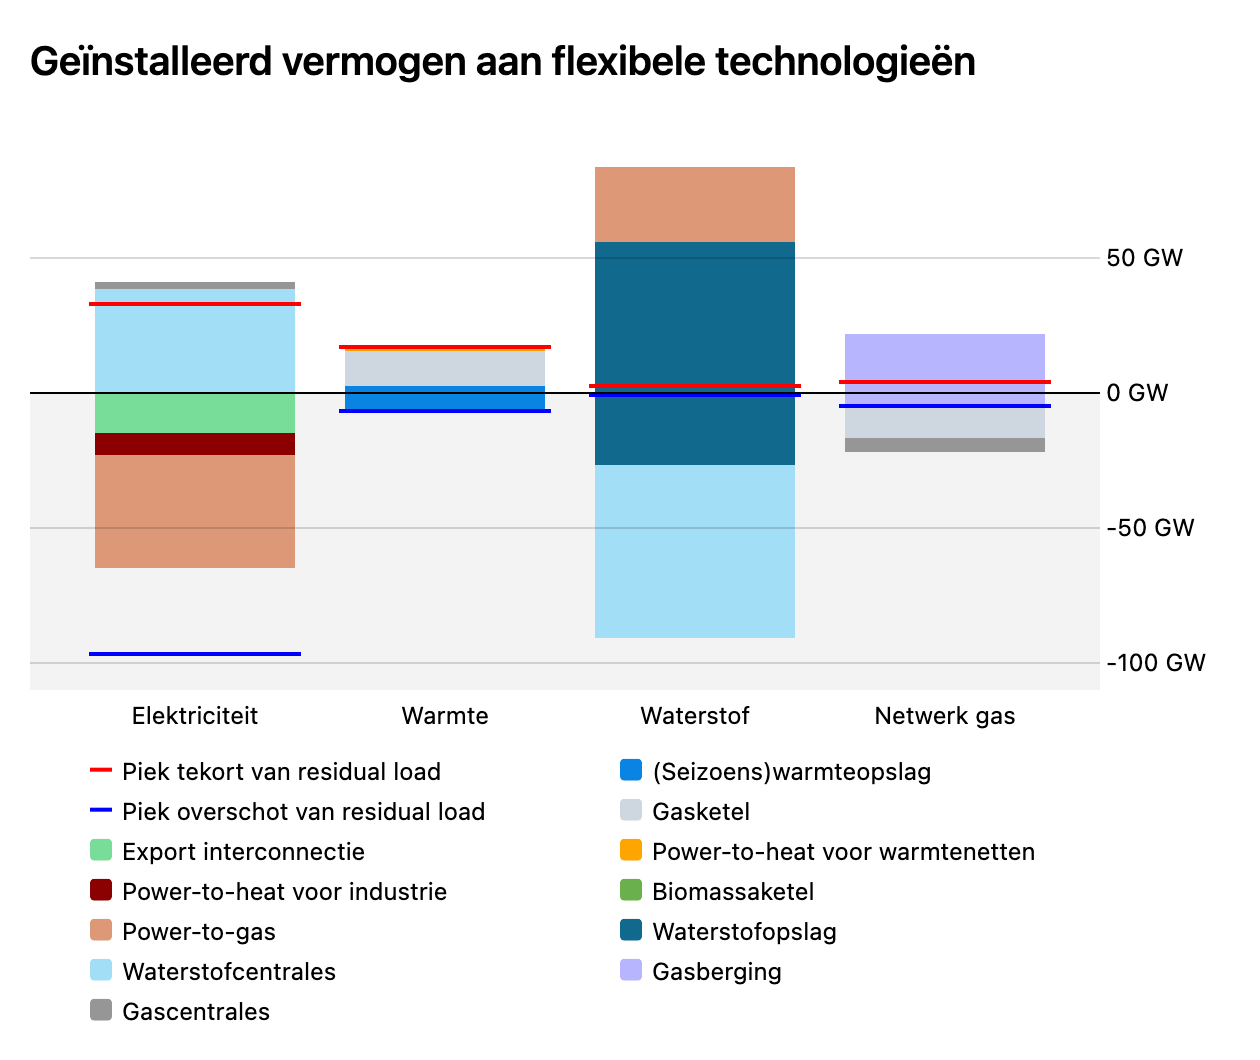 Geïnstalleerd vermogen aan flexibele technologieën
50 GW
0 GW
-50 GW
-100 GW
Elektriciteit
Warmte
Waterstof
Netwerk gas
Piek tekort van residual load
Piek overschot van residual load
Export interconnectie
Power-to-heat voor industrie
Power-to-gas
Waterstofcentrales
Gascentrales
(Seizoens)warmteopslag
Gasketel
Power-to-heat voor warmtenetten
Biomassaketel
Waterstofopslag
Gasberging